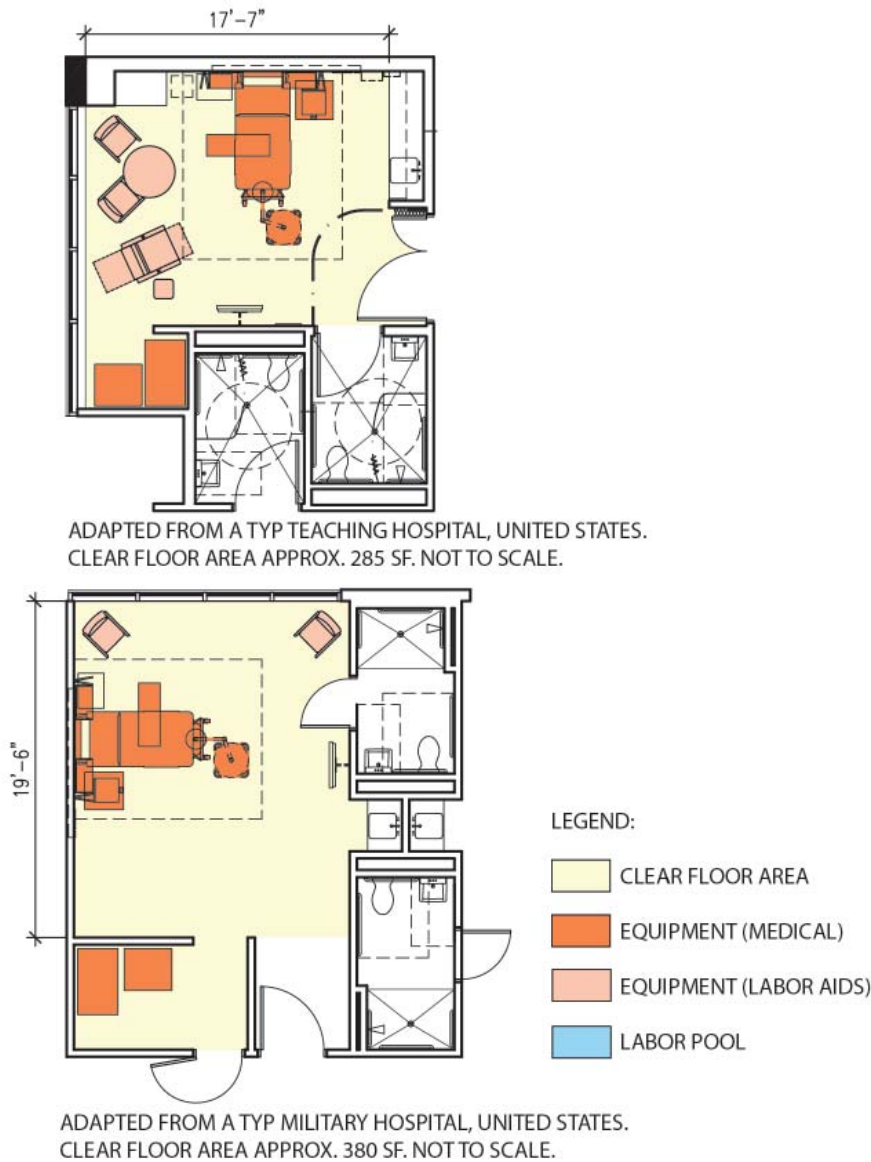 17'-7"
ADAPTED FROM A TYP TEACHING HOSPITAL, UNITED STATES.
CLEAR FLOOR AREA APPROX. 285 SF. NOT TO SCALE.
19'-6"
LEGEND:
CLEAR FLOOR AREA
EQUIPMENT (MEDICAL)
EQUIPMENT (LABOR AIDS)
LABOR POOL
ADAPTED FROM A TYP MILITARY HOSPITAL, UNITED STATES.
CLEAR FLOOR AREA APPROX. 380 SF. NOT TO SCALE.